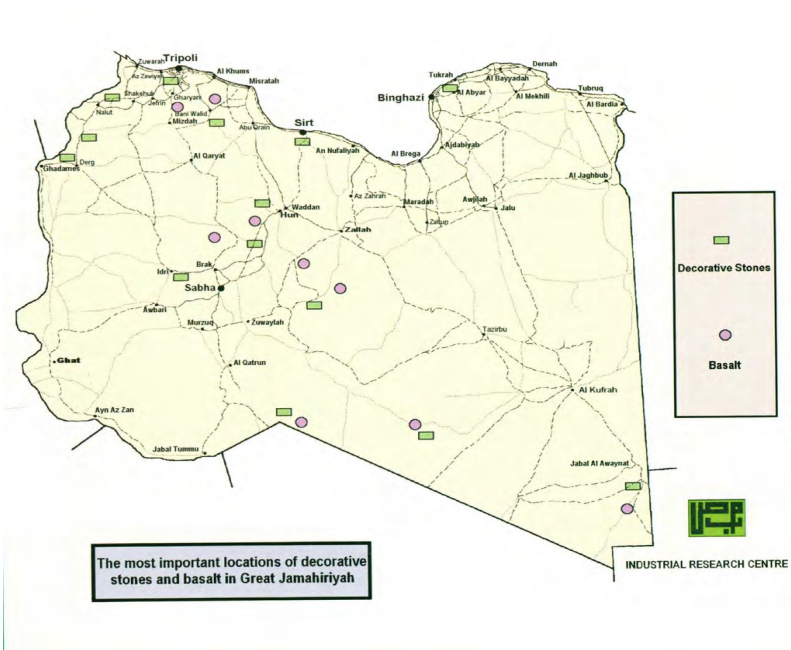 Zuwarah
Tripoli
Az Zawiyah
Al Khums
Misratah
Shakshuk
Gharyan
Jefrin
Nalut
Bani Walid
Mizdah
Abu Qrain
Sirt
An Nufaliyah
Al Brega
Derg
Ghadames
Al Qaryat
Tukrah
Binghazi
Al Abyar
Al Bayyadah
Dernah
Al Mekhili
Tubruq
Al Bardia
Ajdabiyah
Al Jaghbub
Az Zahrah
Maradah
Awjilah
Jalu
Zaltup
Waddan
Hun
Zallah
Brak
Idri
Sabha
Awbari
Murzuq
Zuwaylah
Ghat
Al Qatrun
Tazirbu
Ayn Az Zan
Al Kufrah
Jabal Tummu
Jabal Al Awaynat
Decorative Stones
Basalt
The most important locations of decorative
stones and basalt in Great Jamahiriyah
INDUSTRIAL RESEARCH CENTRE